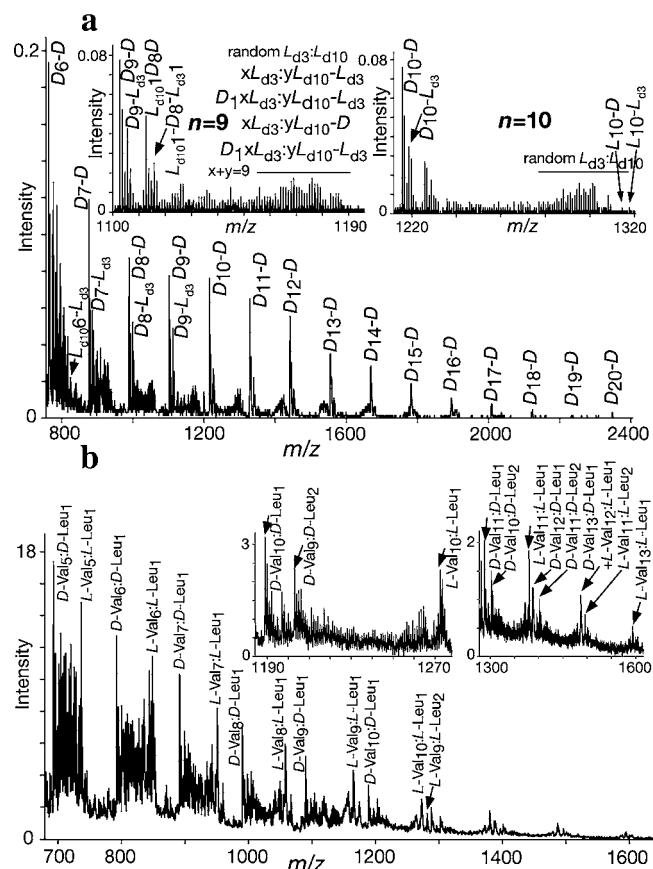 a
0.2
Intensity
0
D6-D
Ld106-Ld3
D7-D
D7-Ld3
D8-D
D8-Ld3
D9-D
D9-Ld3
D10-D
D11-D
D12-D
D13-D
D14-D
D15-D
D16-D
D17-D
D18-D
D19-D
D20-D
800 1200 1600 2000 2400
m/z
0.08
Intensity
0
D9-D
D9-Ld3
Ld101D8D
Ld101-D8-Ld31
n=9
random Ld3:Ld10
xLd3:yLd10-Ld3
D1xLd3:yLd10-Ld3
xLd3:yLd10-D
D1xLd3:yLd10-Ld3
x+y=9
1100 m/z 1190
0.08
Intensity
0
D10-D
D10-Ld3
n=10
random Ld3:Ld10
L10-D
L10-Ld3
1220 m/z 1320
b
18
Intensity
0
D-Val5:D-Leu1
L-Val5:L-Leu1
D-Val6:D-Leu1
L-Val6:L-Leu1
D-Val7:D-Leu1
L-Val7:L-Leu1
D-Val8:D-Leu1
L-Val8:L-Leu1
D-Val9:D-Leu1
L-Val9:L-Leu1
D-Val10:D-Leu1
L-Val10:L-Leu1
L-Val9:L-Leu2
700 800 1000 1200 1400 1600
m/z
3
0
D-Val10:D-Leu1
D-Val9:D-Leu2
L-Val10:L-Leu1
1190 1270
2
0
D-Val11:D-Leu1
D-Val10:D-Leu2
L-Val11:L-Leu1
D-Val12:D-Leu1
D-Val11:D-Leu2
D-Val13:D-Leu1
+L-Val12:L-Leu1
L-Val11:L-Leu2
L-Val13:L-Leu1
1300 1600